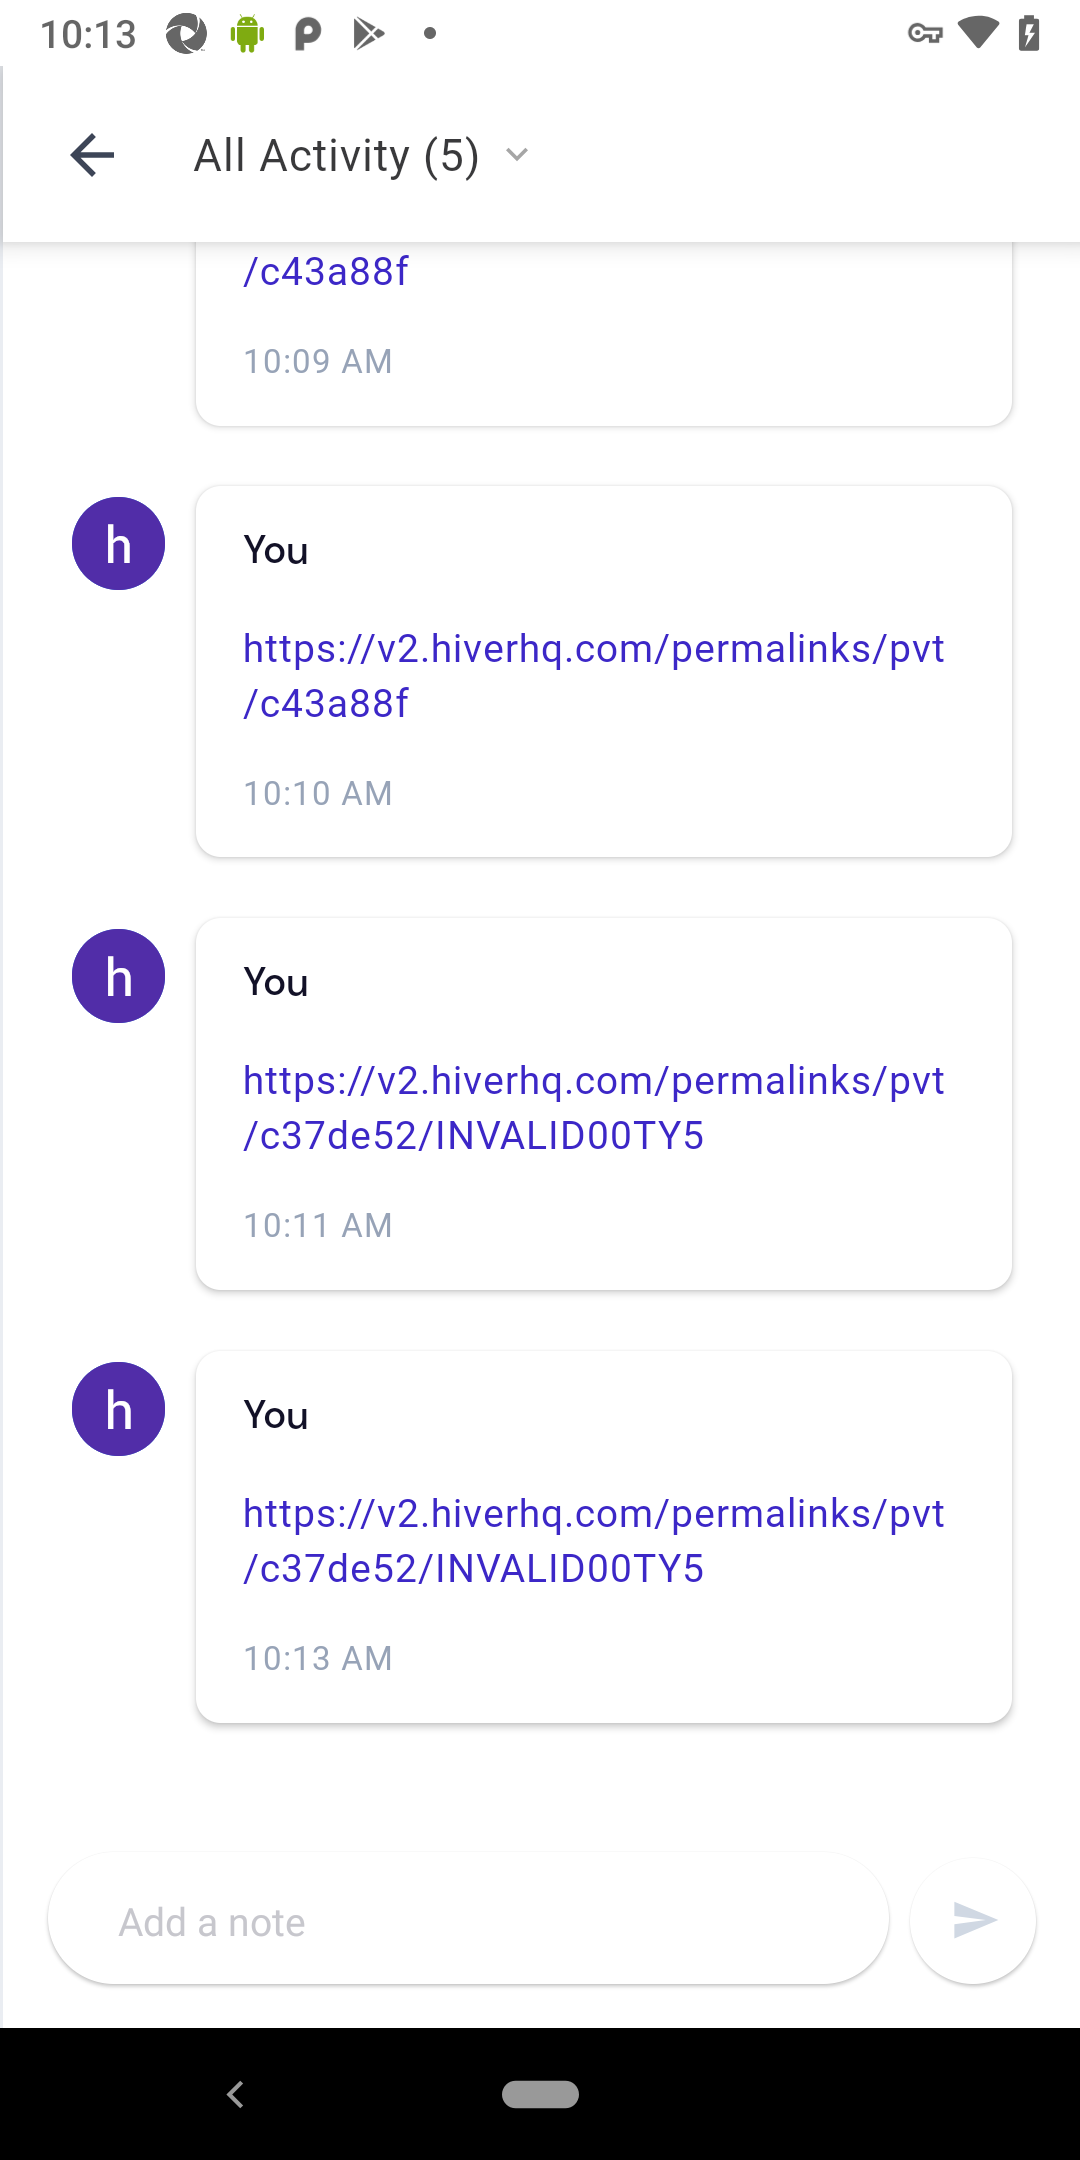 10:13
All Activity (5)
/c43a88f
10:09 AM
h
You
https://v2.hiverhq.com/permalinks/pvt
/c43a88f
10:10 AM
h
You
https://v2.hiverhq.com/permalinks/pvt
/c37de52/INVALID00TY5
10:11 AM
h
You
https://v2.hiverhq.com/permalinks/pvt
/c37de52/INVALID00TY5
10:13 AM
Add a note